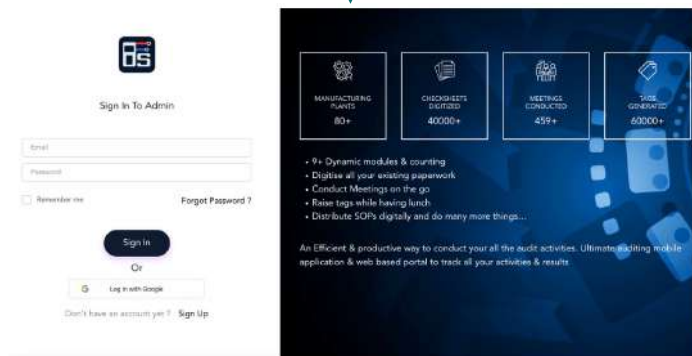 Sign In To Admin
Email
Password
Remember me
Forgot Password ?
Sign in
Or
G Log in with Google
Don't have an account yet ? Sign Up
MANUFACTURING
PLANTS
80+
CHECKSHEETS
DIGITIZED
40000+
MEETINGS
CONDUCTED
459+
TAGS
GENERATED
60000+
• 9+ Dynamic modules & counting
• Digitise all your existing paperwork
• Conduct Meetings on the go
• Raise tags while having lunch
• Distribute SOPs digitally and do many more things...
An Efficient & productive way to conduct your all the audit activities. Ultimate auditing mobile
application & web based portal to track all your activities & results